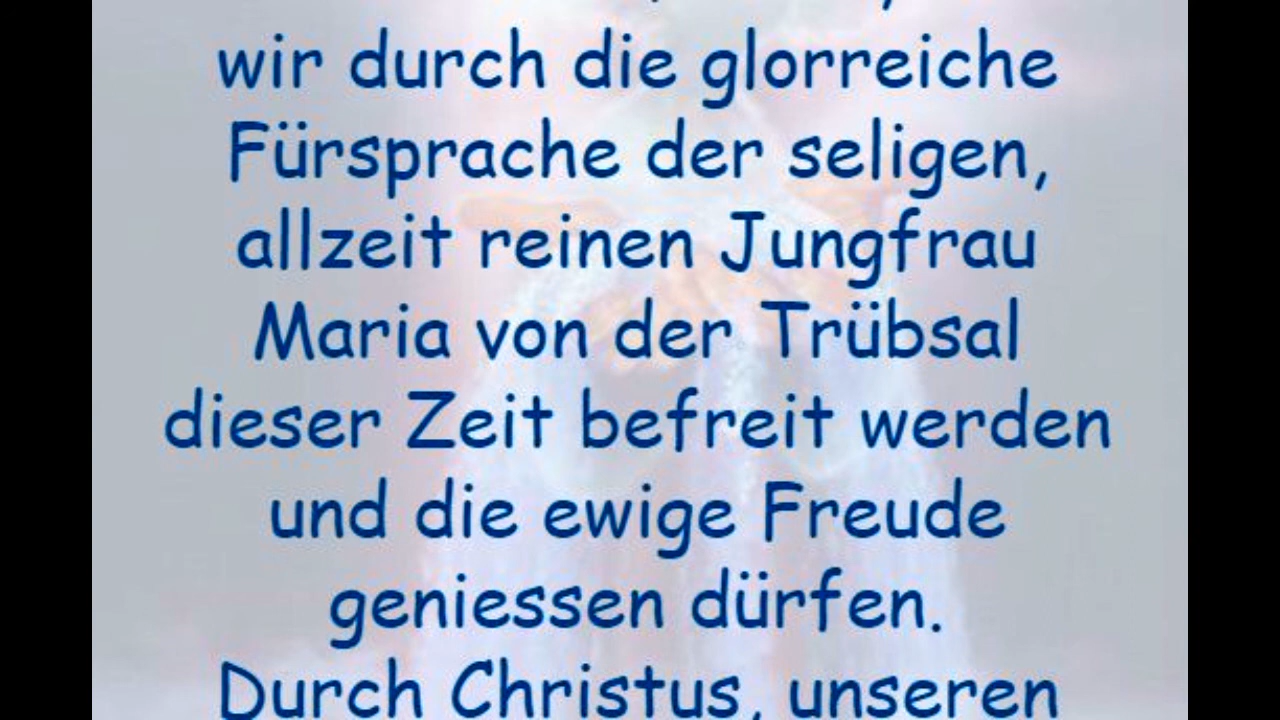 wir durch die glorreiche
Fürsprache der seligen,
allzeit reinen Jungfrau
Maria von der Trübsal
dieser Zeit befreit werden
und die ewige Freude
geniessen dürfen.
Durch Christus, unseren